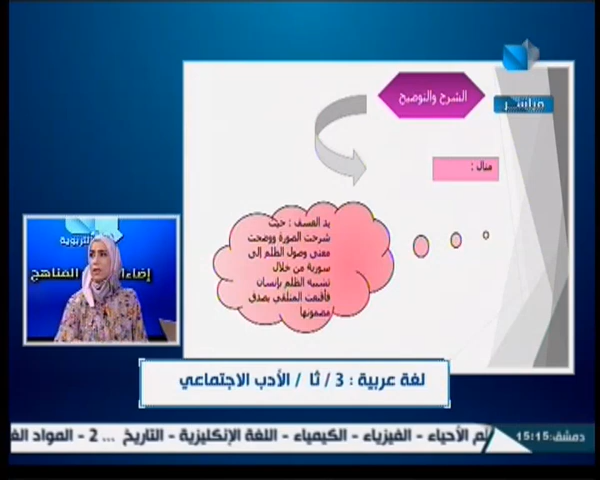 مباشر
الشرح والتوضيح
مثال :
يد العسف : حيث
شرحت الصورة ووضحت
معنى وصول الظلم إلى
سورية من خلال
تشبيه الظلم بإنسان
فأقنعت المتلقي بصدق
مضمونها
التربوية
المناهج
لغة عربية : 3 / ثا / الأدب الاجتماعي
دمشق: 15:15
الأحياء - الفيزياء - الكيمياء - اللغة الإنكليزية - التاريخ ... 2 - المواد